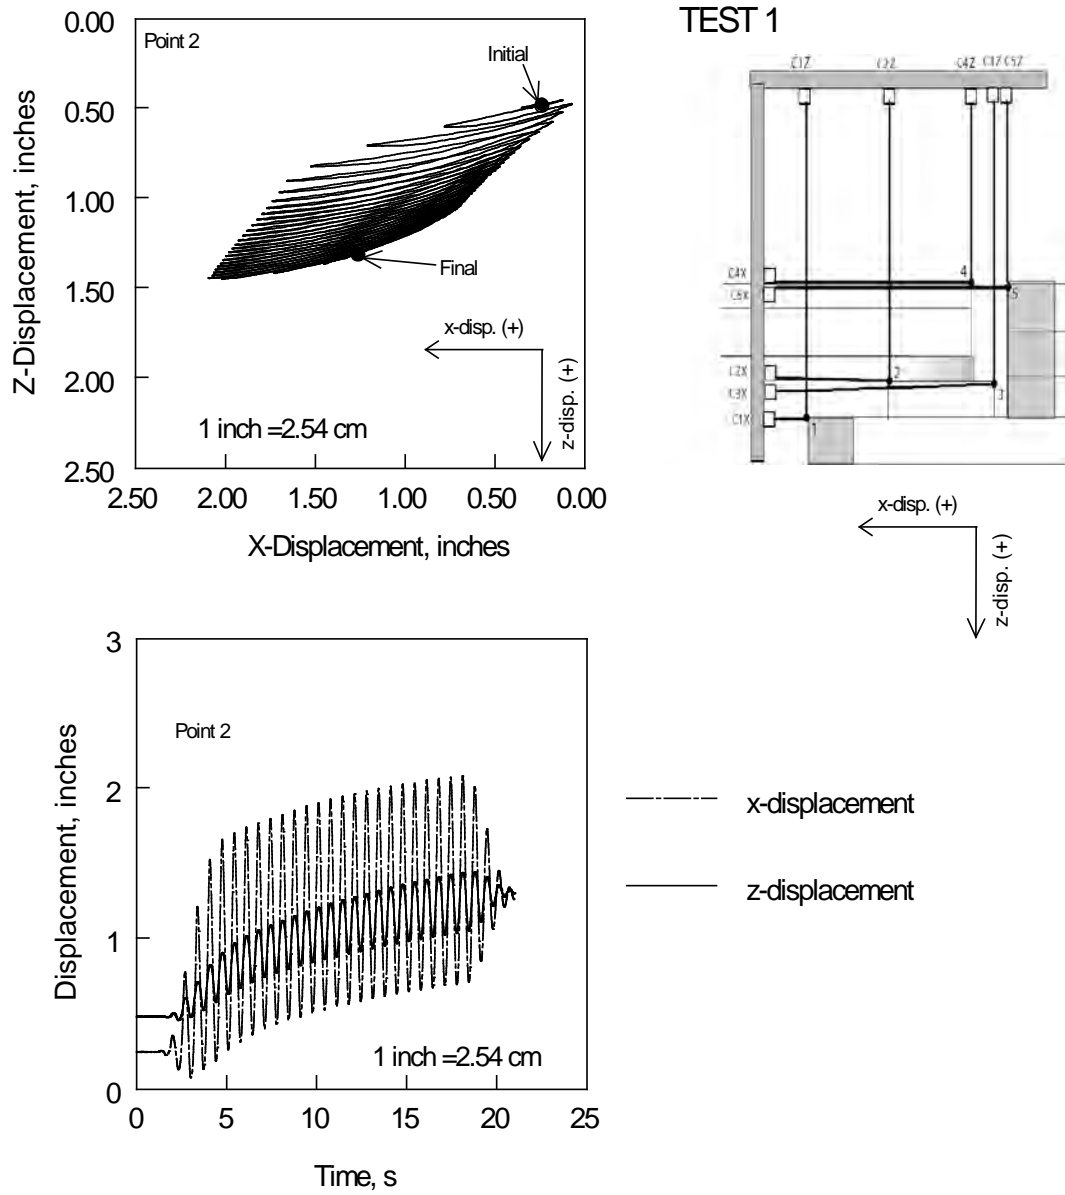 TEST 1
0.00
0.50
1.00
1.50
2.00
2.50
Z-Displacement, inches
Point 2
Initial
Final
x-disp. (+)
z-disp. (+)
1 inch =2.54 cm
2.50 2.00 1.50 1.00 0.50 0.00
X-Displacement, inches
C1Z C2Z C4Z C3Z C5Z
C4X
C5X
C2X
C3X
C1X
4
5
2
3
1
x-disp. (+)
z-disp. (+)
3
2
1
0
Displacement, inches
Point 2
1 inch =2.54 cm
0 5 10 15 20 25
Time, s
x-displacement
z-displacement